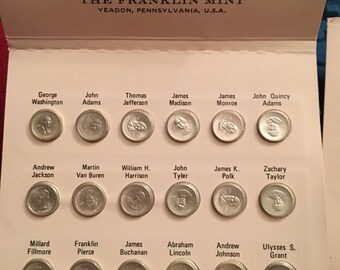 THE FRANKLIN MINT
YEADON, PENNSYLVANIA, U.S.A.
George Washington
John Adams
Thomas Jefferson
James Madison
James Monroe
John Quincy Adams
Andrew Jackson
Martin Van Buren
William H. Harrison
John Tyler
James K. Polk
Zachary Taylor
Millard Fillmore
Franklin Pierce
James Buchanan
Abraham Lincoln
Andrew Johnson
Ulysses S. Grant